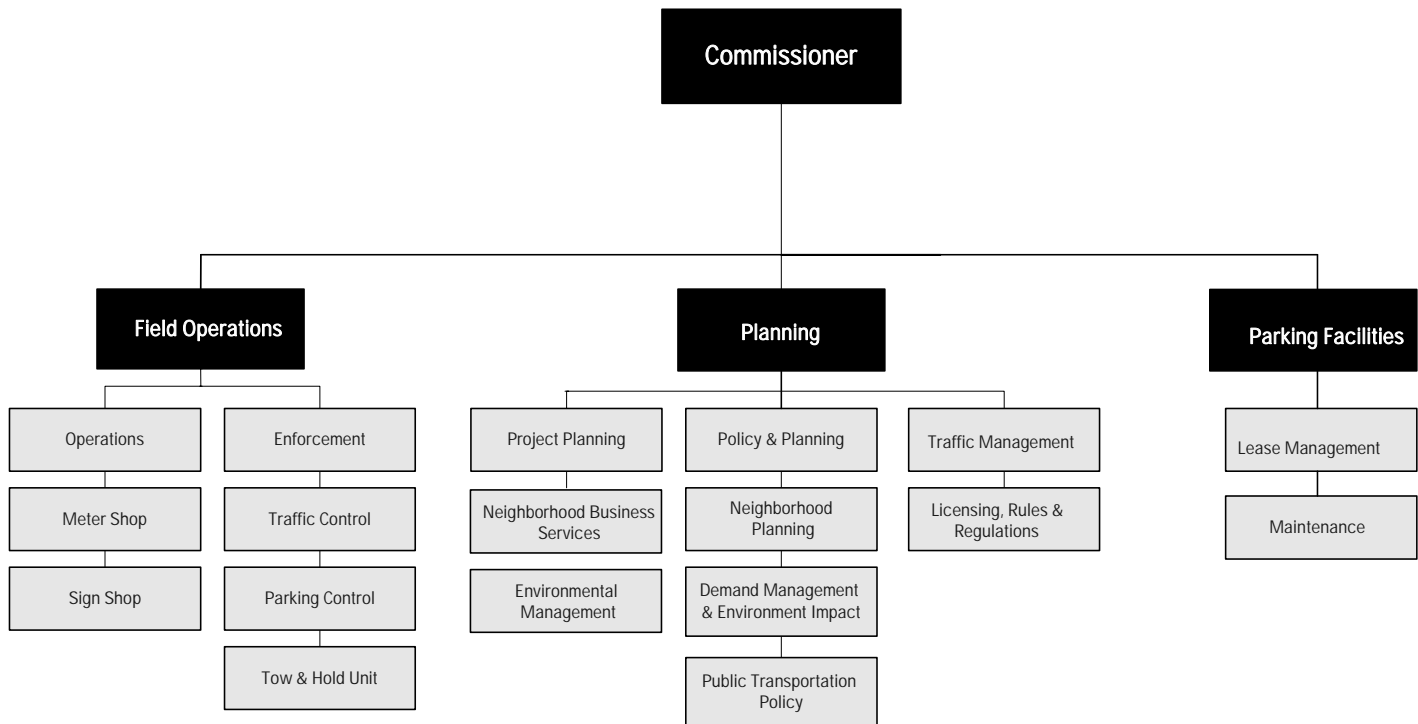 Commissioner
Field Operations
Planning
Parking Facilities
Operations
Enforcement
Project Planning
Policy & Planning
Traffic Management
Lease Management
Meter Shop
Traffic Control
Neighborhood Business
Services
Neighborhood
Planning
Licensing, Rules &
Regulations
Maintenance
Sign Shop
Parking Control
Environmental
Management
Demand Management
& Environment Impact
Tow & Hold Unit
Public Transportation
Policy